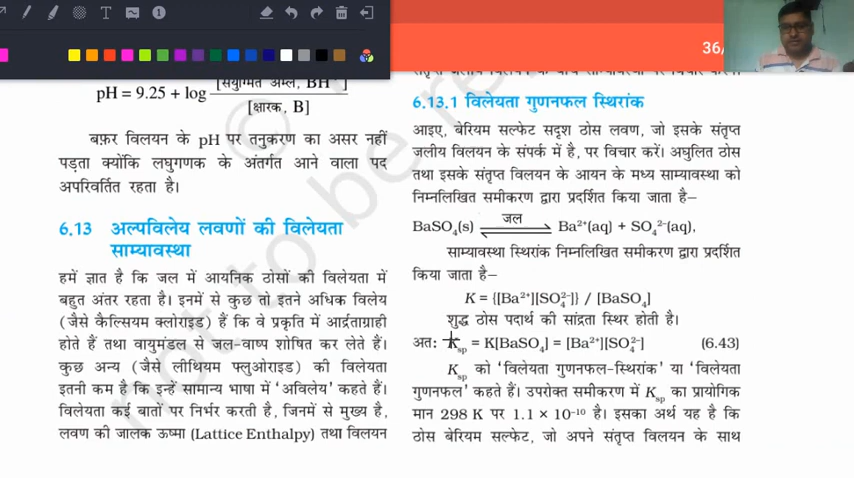 36/
[संयुग्मित अम्ल, BH⁺]
pH = 9.25 + log
[क्षारक, B]
बफ़र विलयन के pH पर तनुकरण का असर नहीं
पड़ता क्योंकि लघुगणक के अंतर्गत आने वाला पद
अपरिवर्तित रहता है।
6.13 अल्पविलेय लवणों की विलेयता
साम्यावस्था
हमें ज्ञात है कि जल में आयनिक ठोसों की विलेयता में
बहुत अंतर रहता है। इनमें से कुछ तो इतने अधिक विलेय
(जैसे कैल्सियम क्लोराइड) हैं कि वे प्रकृति में आर्द्रताग्राही
होते हैं तथा वायुमंडल से जल-वाष्प शोषित कर लेते हैं।
कुछ अन्य (जैसे लीथियम फ्लुओराइड) की विलेयता
इतनी कम है कि इन्हें सामान्य भाषा में 'अविलेय' कहते हैं।
विलेयता कई बातों पर निर्भर करती है, जिनमें से मुख्य है,
लवण की जालक ऊष्मा (Lattice Enthalpy) तथा विलयन
6.13.1 विलेयता गुणनफल स्थिरांक
आइए, बेरियम सल्फेट सदृश ठोस लवण, जो इसके संतृप्त
जलीय विलयन के संपर्क में है, पर विचार करें। अघुलित ठोस
तथा इसके संतृप्त विलयन के आयन के मध्य साम्यावस्था को
निम्नलिखित समीकरण द्वारा प्रदर्शित किया जाता है–
BaSO₄(s) ⇌ जल Ba²⁺(aq) + SO₄²⁻(aq),
साम्यावस्था स्थिरांक निम्नलिखित समीकरण द्वारा प्रदर्शित
किया जाता है–
K = {[Ba²⁺][SO₄²⁻]} / [BaSO₄]
शुद्ध ठोस पदार्थ की सांद्रता स्थिर होती है।
अतः Ksp = K[BaSO₄] = [Ba²⁺][SO₄²⁻] (6.43)
Ksp को 'विलेयता गुणनफल-स्थिरांक' या 'विलेयता
गुणनफल' कहते हैं। उपरोक्त समीकरण में Ksp का प्रायोगिक
मान 298 K पर 1.1 × 10⁻¹⁰ है। इसका अर्थ यह है कि
ठोस बेरियम सल्फेट, जो अपने संतृप्त विलयन के साथ
not to be re